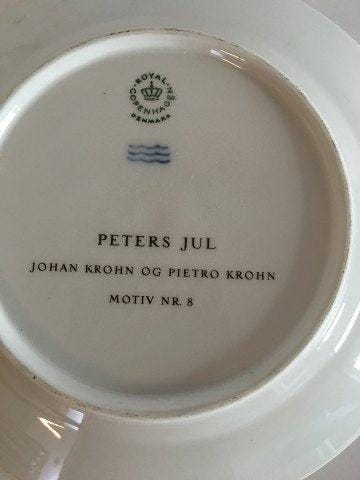 ROYAL
COPENHAGEN
DENMARK
PETERS JUL
JOHAN KROHN OG PIETRO KROHN
MOTIV NR. 8